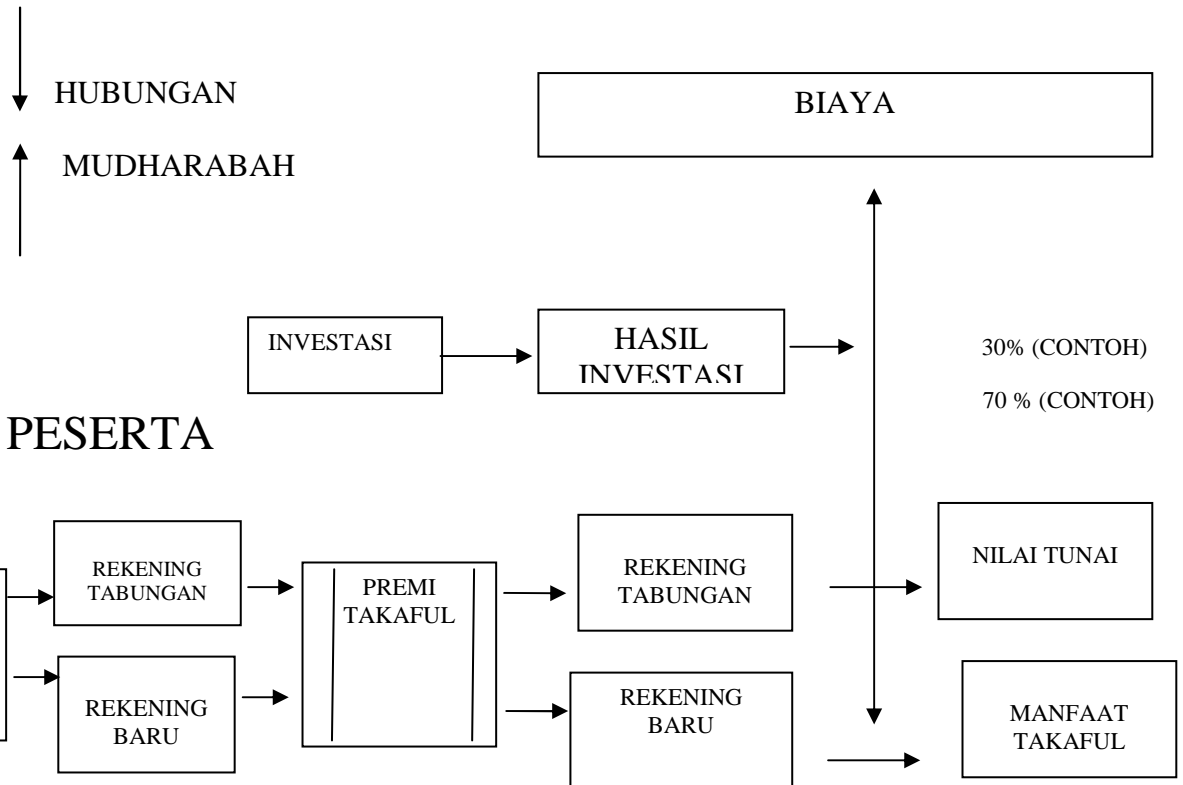 HUBUNGAN
MUDHARABAH
BIAYA
INVESTASI
HASIL
INVESTASI
30% (CONTOH)
70 % (CONTOH)
PESERTA
REKENING
TABUNGAN
PREMI
TAKAFUL
REKENING
TABUNGAN
NILAI TUNAI
REKENING
BARU
REKENING
BARU
MANFAAT
TAKAFUL